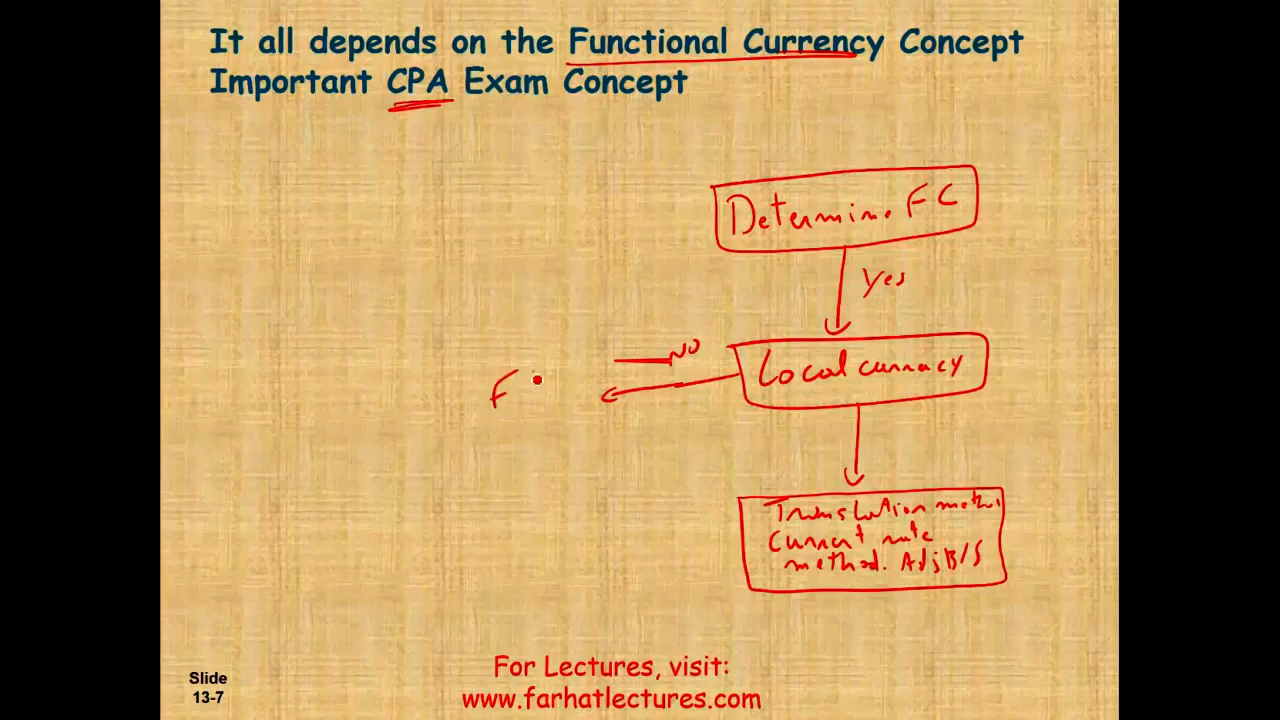 It all depends on the Functional Currency Concept
Important CPA Exam Concept
Determine FC
Yes
NO
Local currency
F
Translation metho
Current rate
method. Adj B/S
For Lectures, visit:
www.farhatlectures.com
Slide
13-7